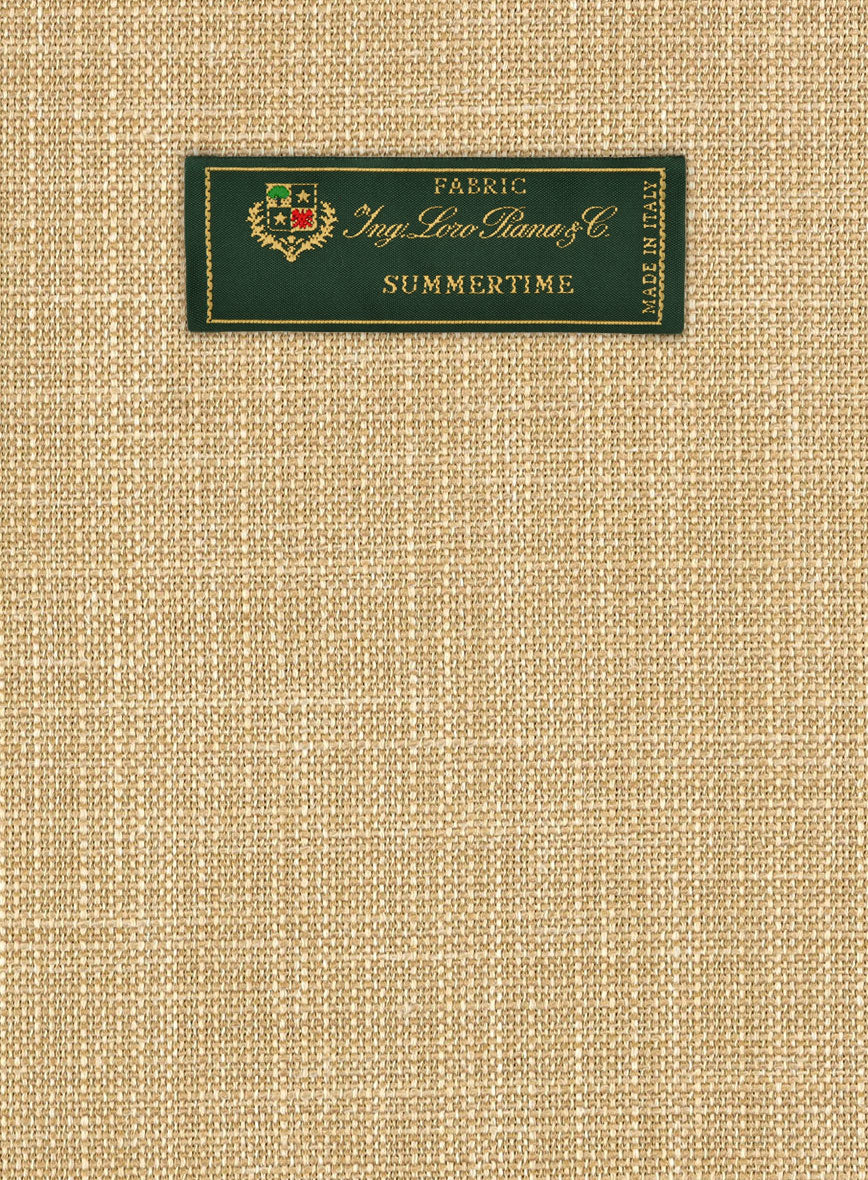 FABRIC
Ing. Loro Piana & C.
SUMMERTIME
MADE IN ITALY